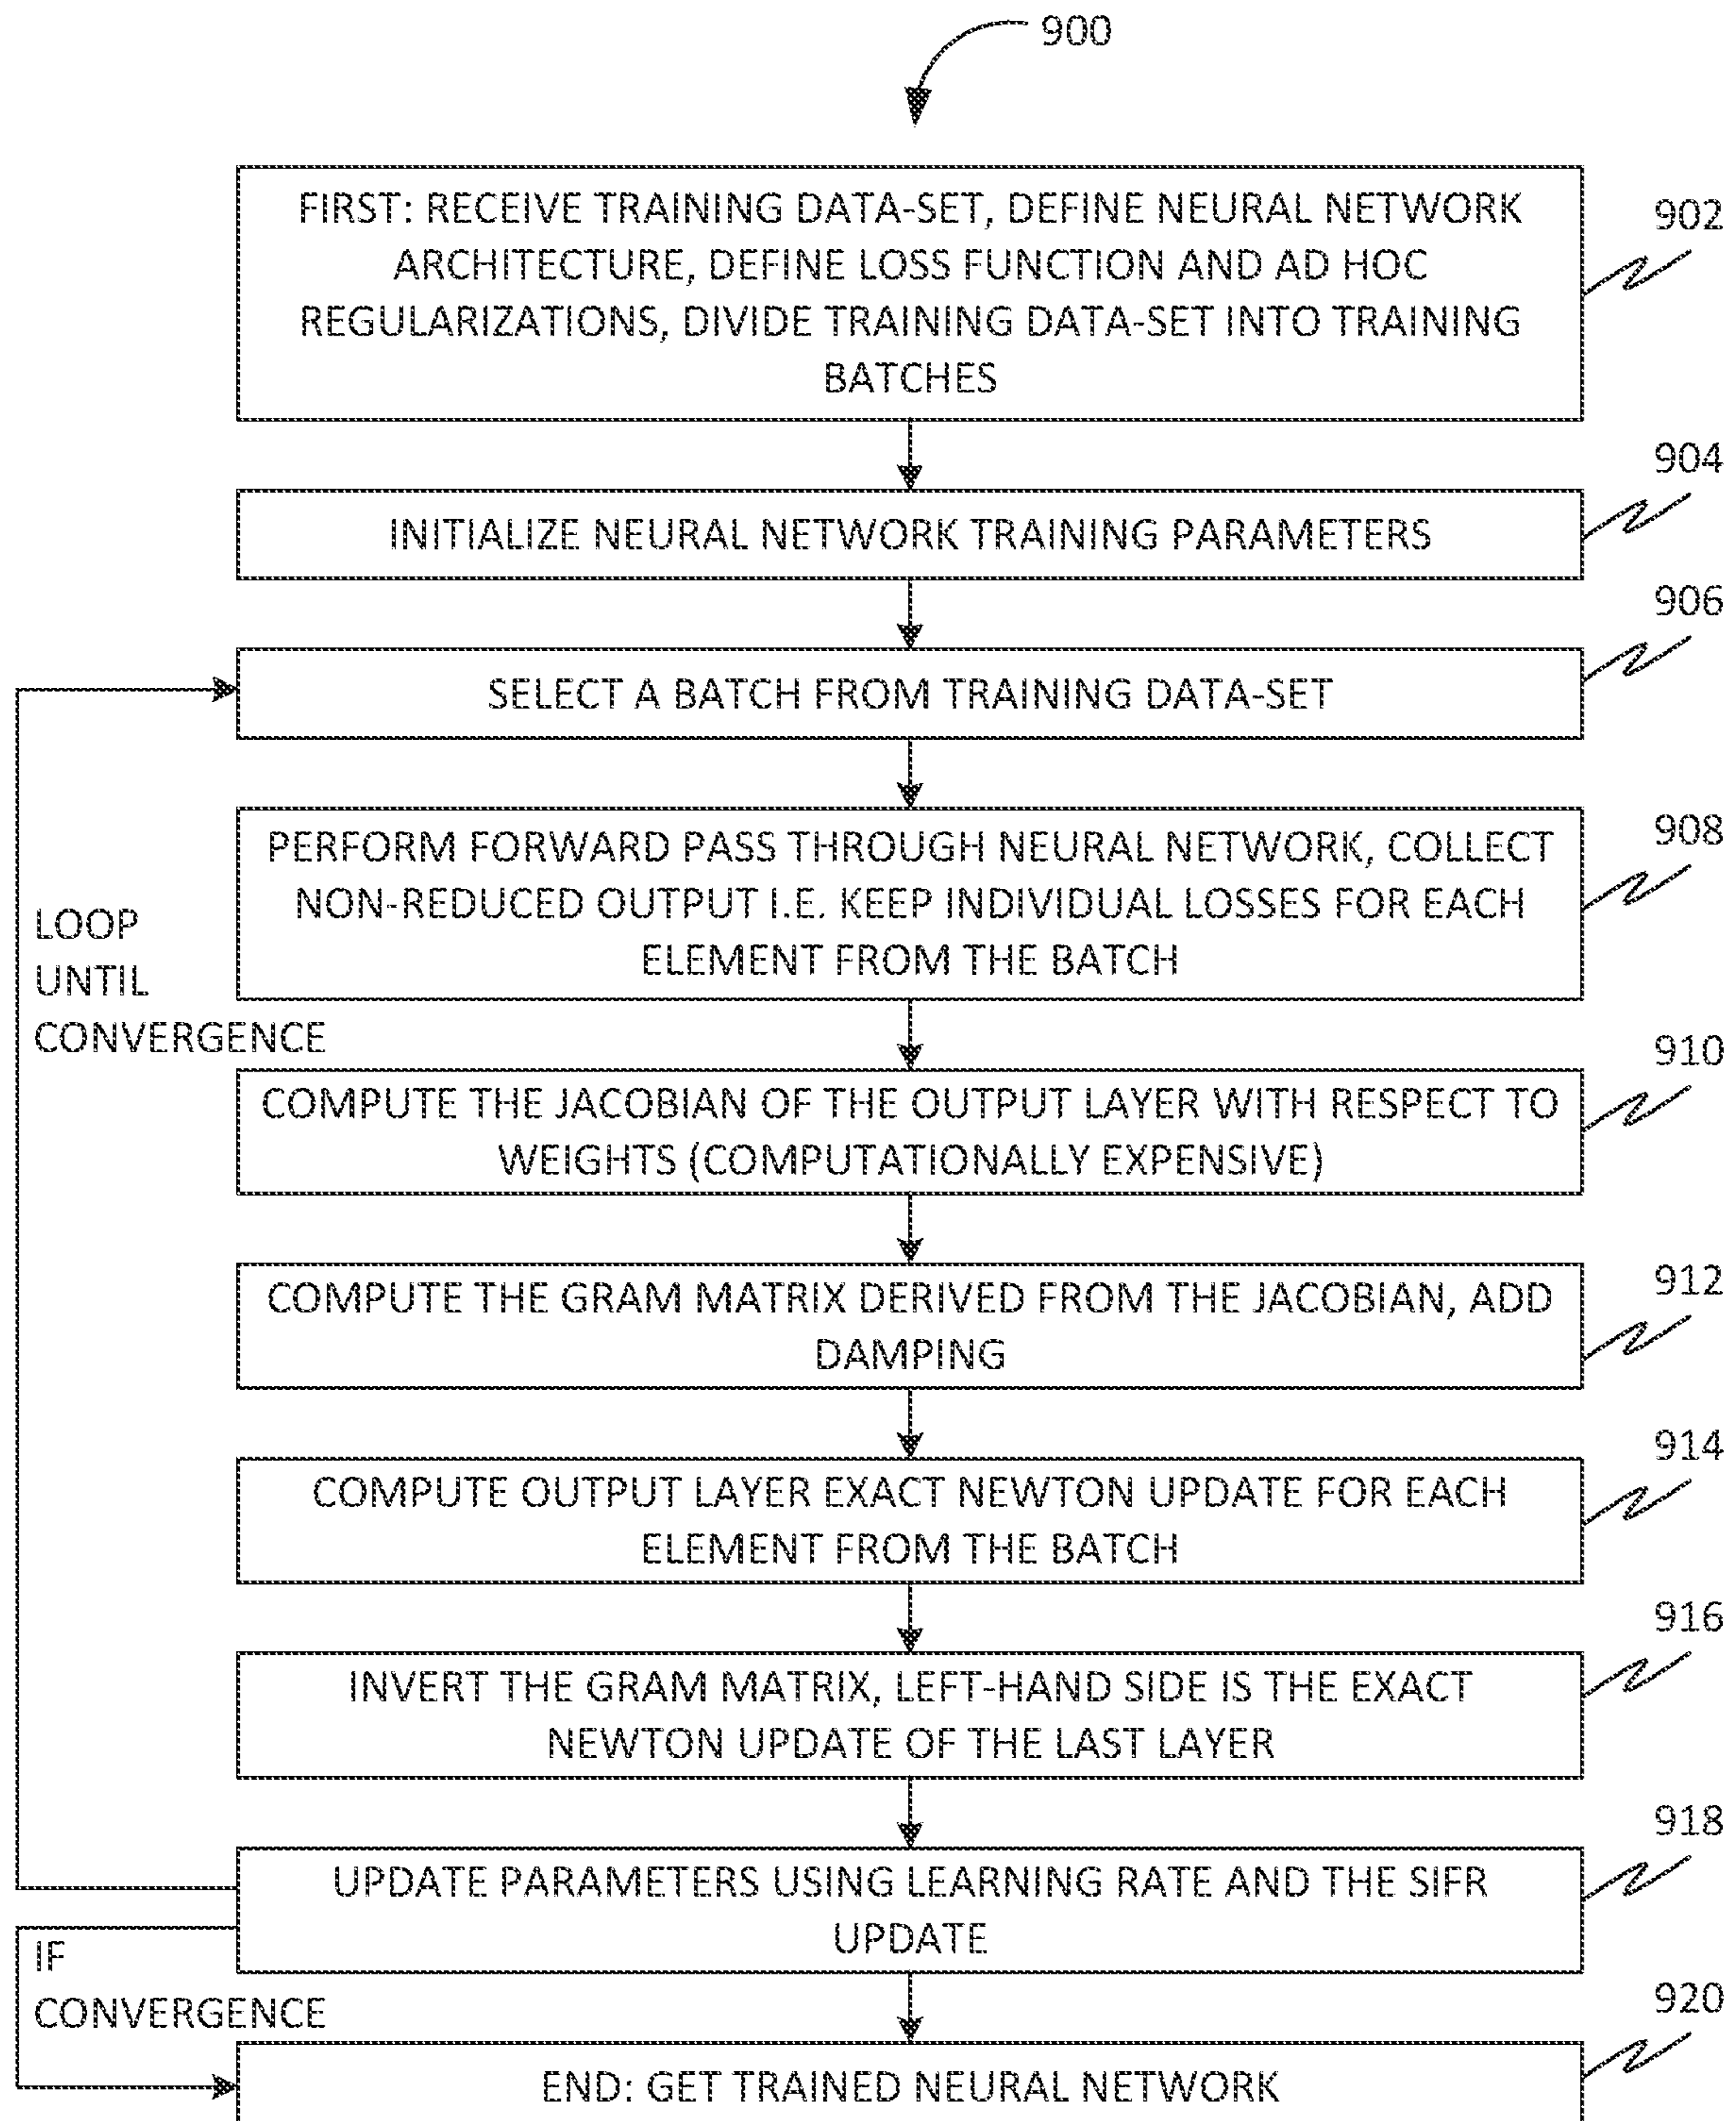 900
FIRST: RECEIVE TRAINING DATA-SET, DEFINE NEURAL NETWORK
ARCHITECTURE, DEFINE LOSS FUNCTION AND AD HOC
REGULARIZATIONS, DIVIDE TRAINING DATA-SET INTO TRAINING
BATCHES
902
INITIALIZE NEURAL NETWORK TRAINING PARAMETERS
904
SELECT A BATCH FROM TRAINING DATA-SET
906
PERFORM FORWARD PASS THROUGH NEURAL NETWORK, COLLECT
NON-REDUCED OUTPUT I.E. KEEP INDIVIDUAL LOSSES FOR EACH
ELEMENT FROM THE BATCH
908
LOOP
UNTIL
CONVERGENCE
COMPUTE THE JACOBIAN OF THE OUTPUT LAYER WITH RESPECT TO
WEIGHTS (COMPUTATIONALLY EXPENSIVE)
910
COMPUTE THE GRAM MATRIX DERIVED FROM THE JACOBIAN, ADD
DAMPING
912
COMPUTE OUTPUT LAYER EXACT NEWTON UPDATE FOR EACH
ELEMENT FROM THE BATCH
914
INVERT THE GRAM MATRIX, LEFT-HAND SIDE IS THE EXACT
NEWTON UPDATE OF THE LAST LAYER
916
UPDATE PARAMETERS USING LEARNING RATE AND THE SIFR
UPDATE
918
IF
CONVERGENCE
END: GET TRAINED NEURAL NETWORK
920